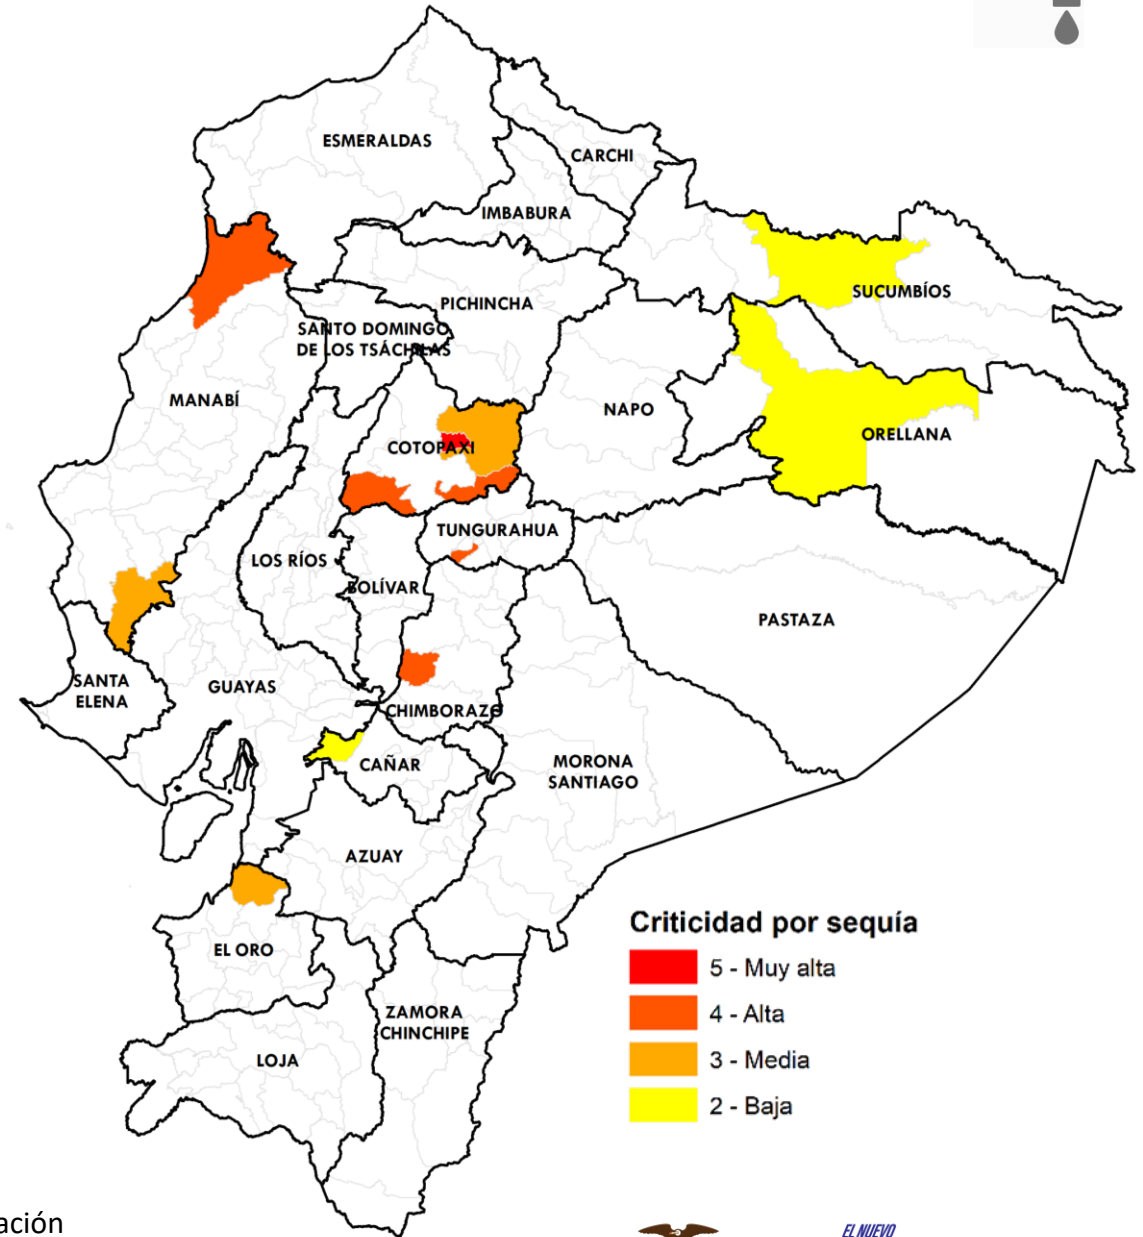 ESMERALDAS
CARCHI
IMBABURA
SUCUMBÍOS
PICHINCHA
SANTO DOMINGO
DE LOS TSÁCHILAS
MANABÍ
NAPO
ORELLANA
COTOPAXI
TUNGURAHUA
LOS RÍOS
BOLÍVAR
PASTAZA
SANTA
ELENA
GUAYAS
CHIMBORAZO
CAÑAR
MORONA
SANTIAGO
AZUAY
EL ORO
ZAMORA
CHINCHIPE
LOJA
Criticidad por sequía
5 - Muy alta
4 - Alta
3 - Media
2 - Baja
ación
EL NUEVO